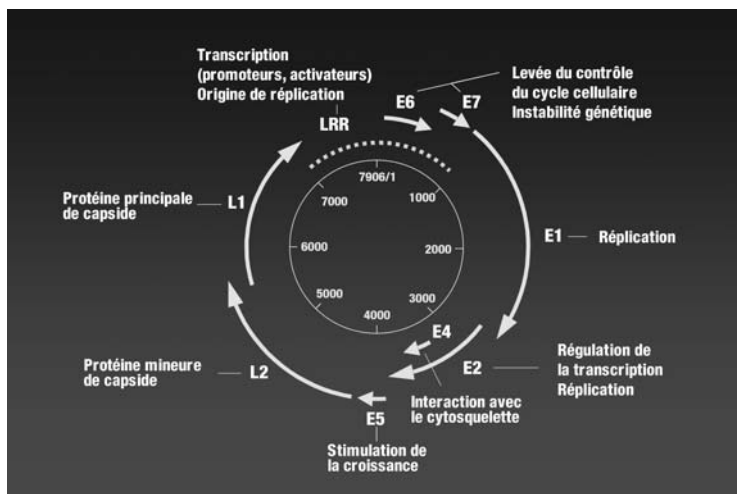 Transcription
(promoteurs, activateurs)
Origine de réplication
LRR
E6
E7
Levée du contrôle
du cycle cellulaire
Instabilité génétique
7906/1
1000
2000
3000
4000
5000
6000
7000
E1
Réplication
E2
Régulation de
la transcription
Réplication
E4
Interaction avec
le cytosquelette
E5
Stimulation de
la croissance
L2
Protéine mineure
de capside
L1
Protéine principale
de capside